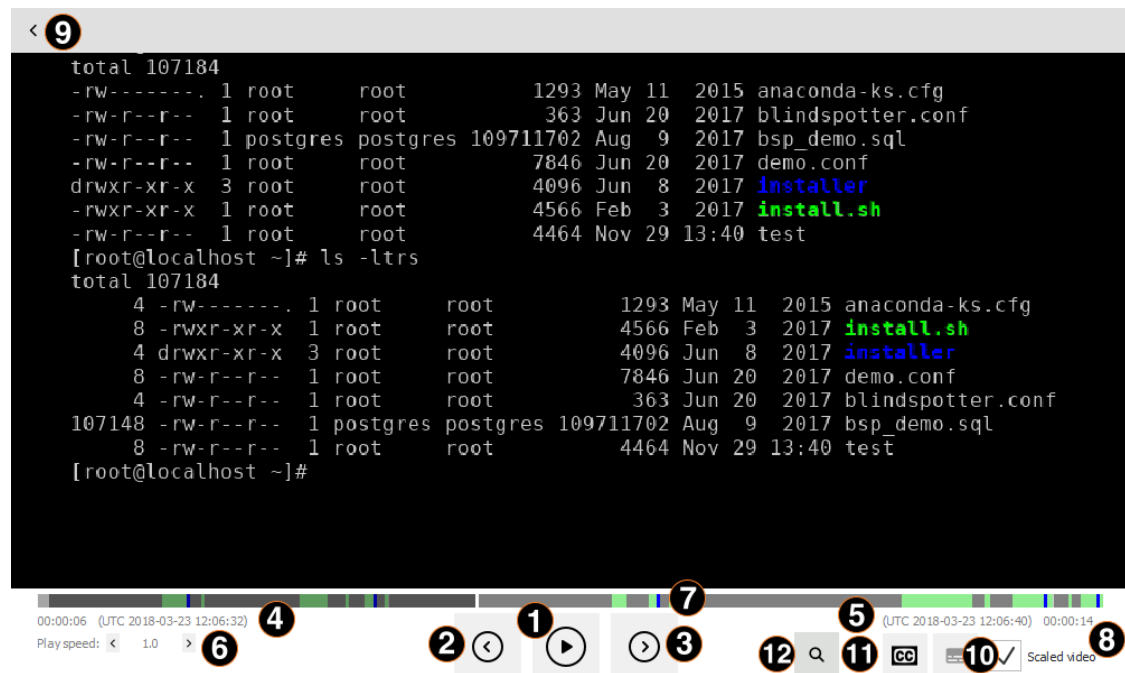 < 9
total 107184
-rw-------. 1 root root 1293 May 11 2015 anaconda-ks.cfg
-rw-r--r-- 1 root root 363 Jun 20 2017 blindspotter.conf
-rw-r--r-- 1 postgres postgres 109711702 Aug 9 2017 bsp_demo.sql
-rw-r--r-- 1 root root 7846 Jun 20 2017 demo.conf
drwxr-xr-x 3 root root 4096 Jun 8 2017 installer
-rwxr-xr-x 1 root root 4566 Feb 3 2017 install.sh
-rw-r--r-- 1 root root 4464 Nov 29 13:40 test
[root@localhost ~]# ls -ltrs
total 107184
4 -rw-------. 1 root root 1293 May 11 2015 anaconda-ks.cfg
8 -rwxr-xr-x 1 root root 4566 Feb 3 2017 install.sh
4 drwxr-xr-x 3 root root 4096 Jun 8 2017 installer
8 -rw-r--r-- 1 root root 7846 Jun 20 2017 demo.conf
4 -rw-r--r-- 1 root root 363 Jun 20 2017 blindspotter.conf
107148 -rw-r--r-- 1 postgres postgres 109711702 Aug 9 2017 bsp_demo.sql
8 -rw-r--r-- 1 root root 4464 Nov 29 13:40 test
[root@localhost ~]#
7
00:00:06 (UTC 2018-03-23 12:06:32) 4 1 5 (UTC 2018-03-23 12:06:40) 00:00:14
Play speed: < 1.0 > 6 2 < > 3 12 11 CC 10 Scaled video 8